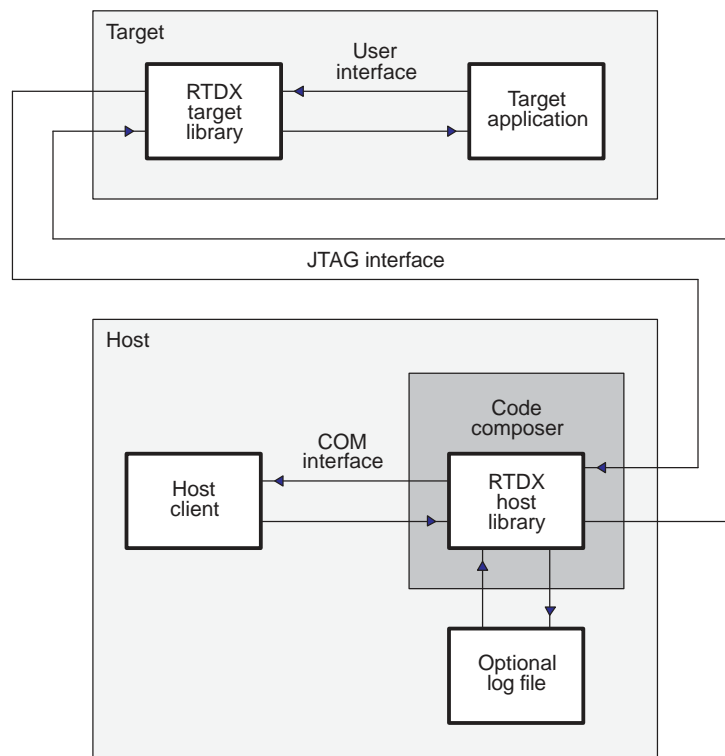 Target
User
interface
RTDX
target
library
Target
application
JTAG interface
Host
Code
composer
COM
interface
Host
client
RTDX
host
library
Optional
log file